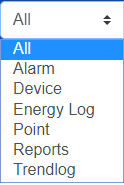 All
All
Alarm
Device
Energy Log
Point
Reports
Trendlog